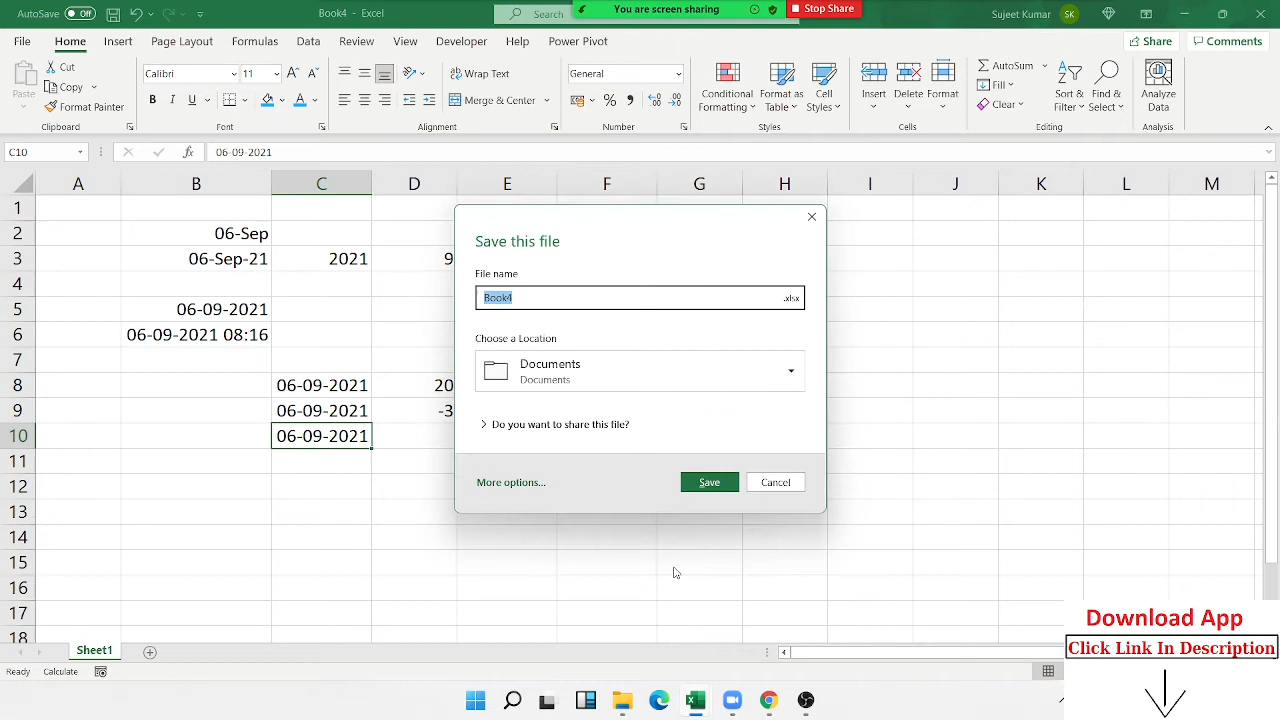 AutoSave Off Book4 - Excel Search You are screen sharing Stop Share Sujeet Kumar SK
File Home Insert Page Layout Formulas Data Review View Developer Help Power Pivot Share Comments
Paste Cut Copy Format Painter
Calibri 11 Wrap Text Merge & Center General
Conditional Formatting Format as Table Cell Styles Insert Delete Format
AutoSum Fill Clear Sort & Filter Find & Select Analyze Data
Clipboard Font Alignment Number Styles Cells Editing Analysis
C10 fx 06-09-2021
A B C D E F G H I J K L M
1
2 06-Sep
3 06-Sep-21 2021 9
4
5 06-09-2021
6 06-09-2021 08:16
7
8 06-09-2021 20
9 06-09-2021 -3
10 06-09-2021
11
12
13
14
15
16
17
18
Save this file
File name
Book4 .xlsx
Choose a Location
Documents
Documents
Do you want to share this file?
More options... Save Cancel
Sheet1
Ready Calculate
Download App
Click Link In Description